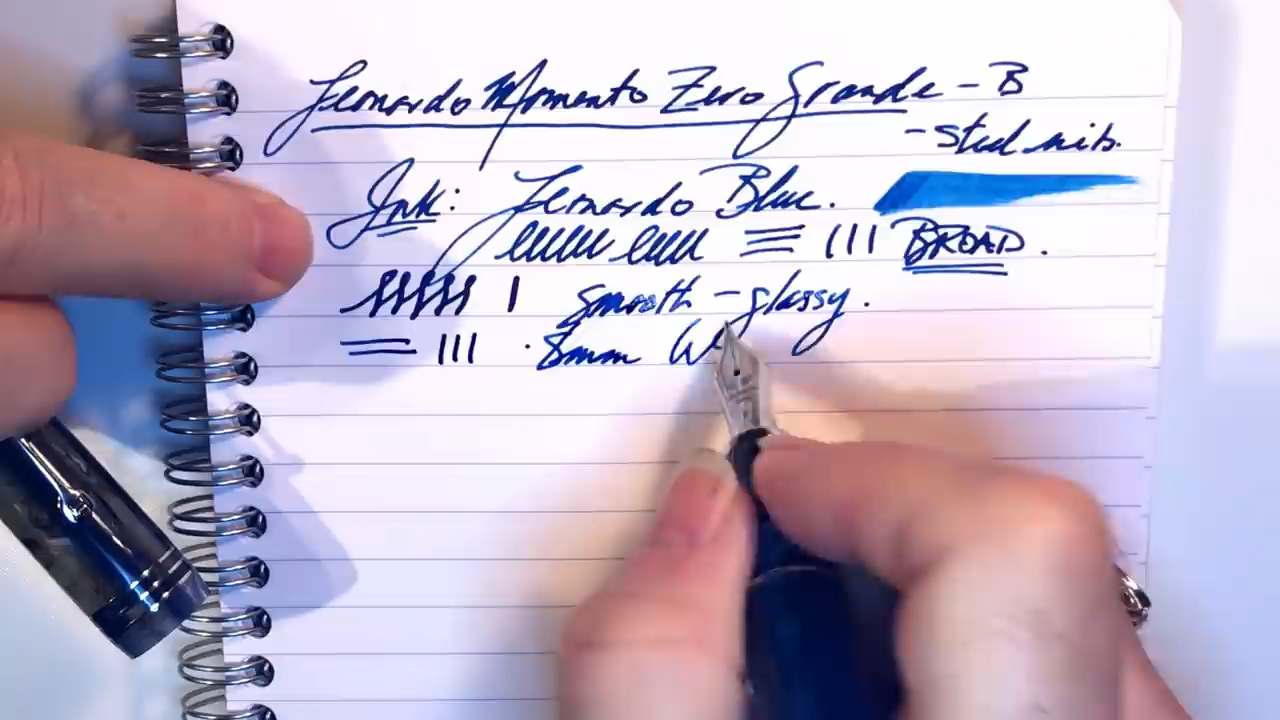 Leonardo Momento Zero Grande - B
- steel nib.
Ink: Leonardo Blue.
BROAD.
smooth - glassy.
· 8mm W